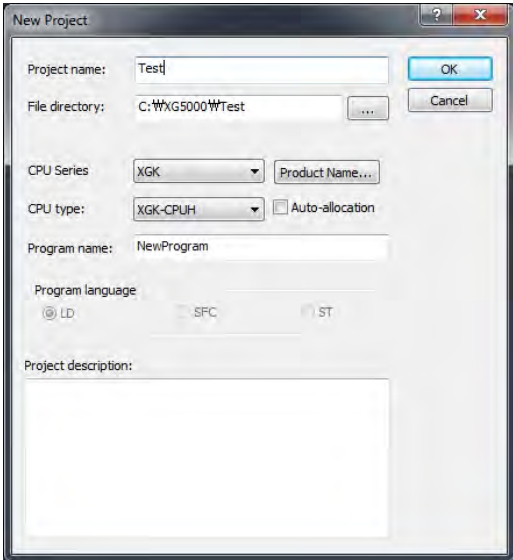 New Project
Project name: Test OK
File directory: C:₩XG5000₩Test ... Cancel
CPU Series XGK Product Name...
CPU type: XGK-CPUH Auto-allocation
Program name: NewProgram
Program language
LD SFC ST
Project description: